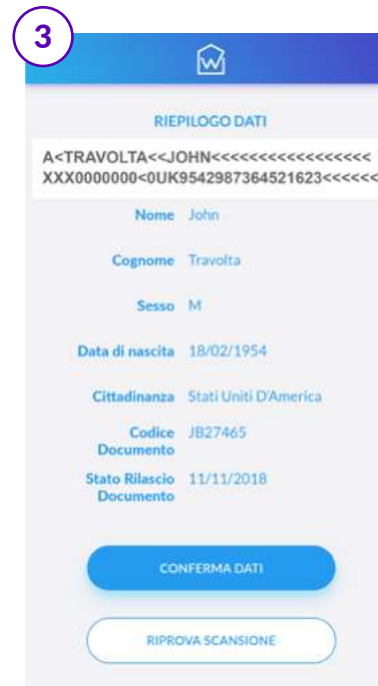 3
RIEPILOGO DATI
A<TRAVOLTA<<JOHN<<<<<<<<<<<<<<<<<<
XXX0000000<0UK9542987364521623<<<<<<
Nome John
Cognome Travolta
Sesso M
Data di nascita 18/02/1954
Cittadinanza Stati Uniti D'America
Codice JB27465
Documento
Stato Rilascio 11/11/2018
Documento
CONFERMA DATI
RIPROVA SCANSIONE